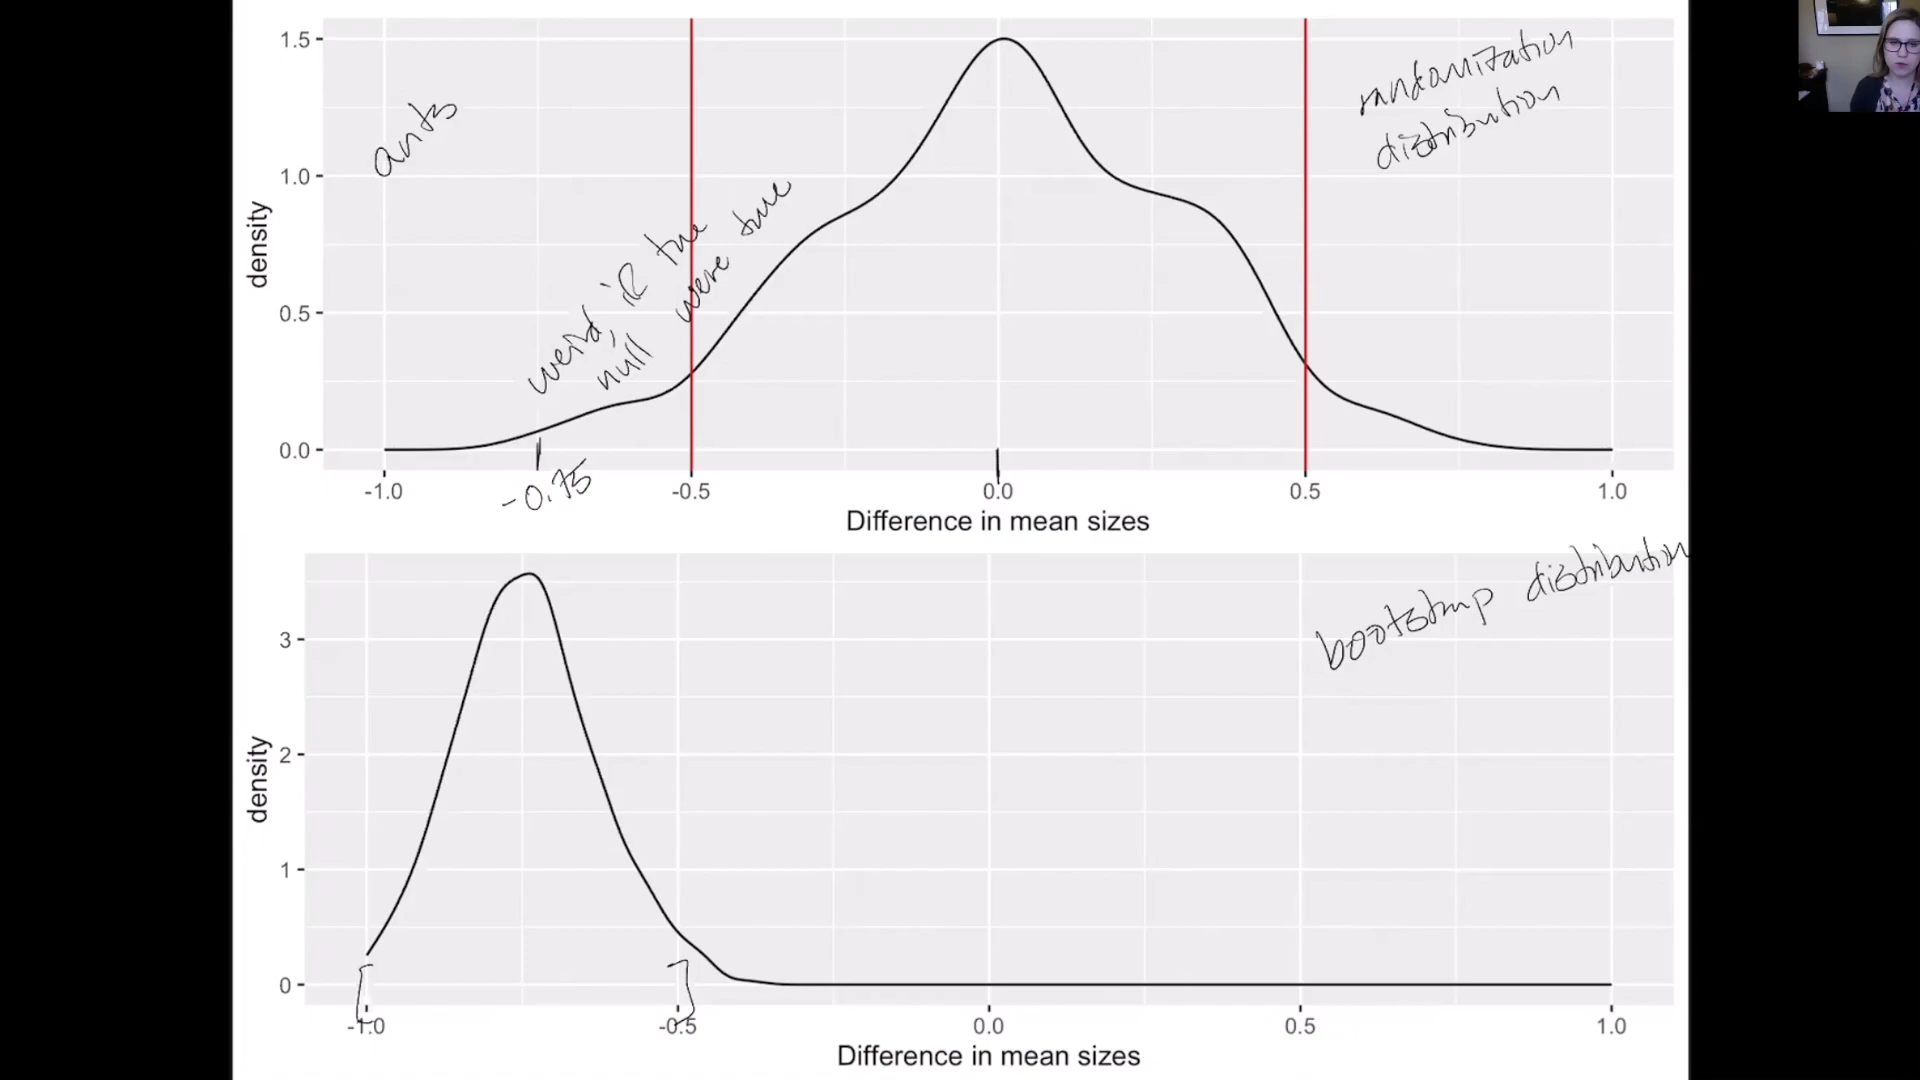 1.5
randomization
distribution
ants
1.0
weird, if the
null were true
density
0.5
0.0
-1.0
-0.5
0.0
0.5
1.0
-0.75
Difference in mean sizes
bootstrap distribution
3
density
2
1
0
-1.0
-0.5
0.0
0.5
1.0
Difference in mean sizes